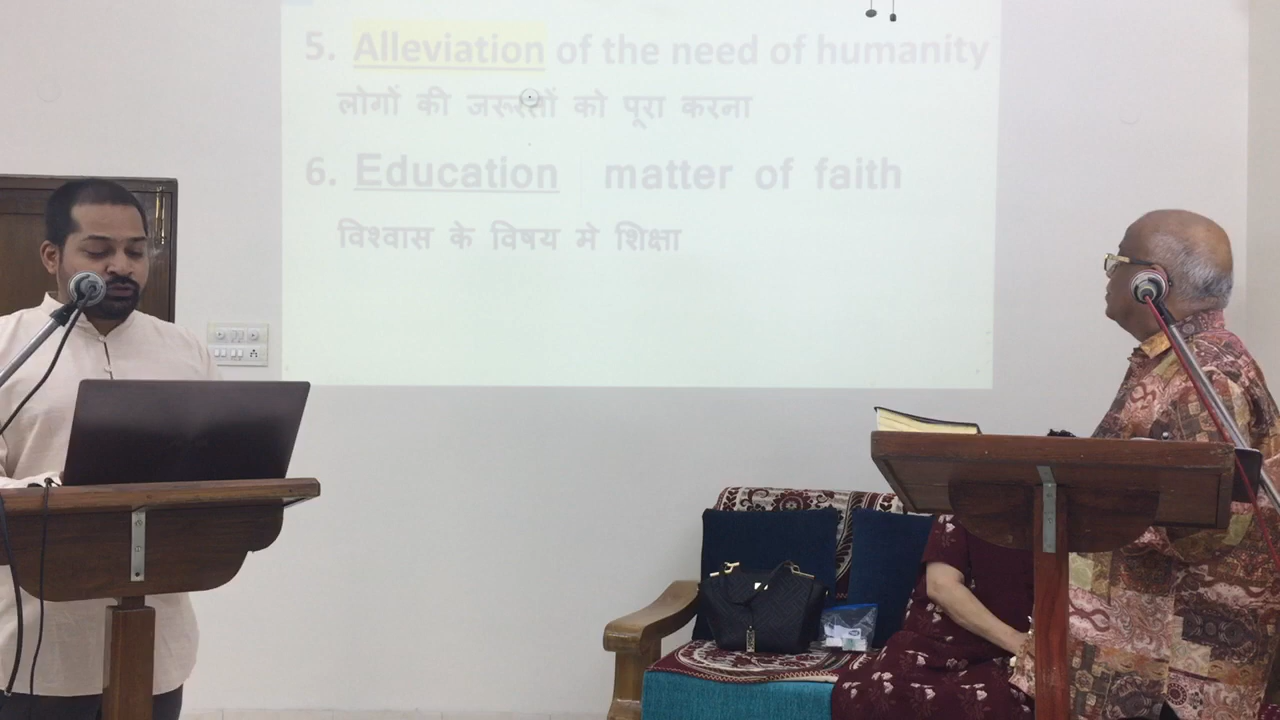 5. Alleviation of the need of humanity
लोगों की जरूरतों को पूरा करना
6. Education matter of faith
विश्वास के विषय मे शिक्षा